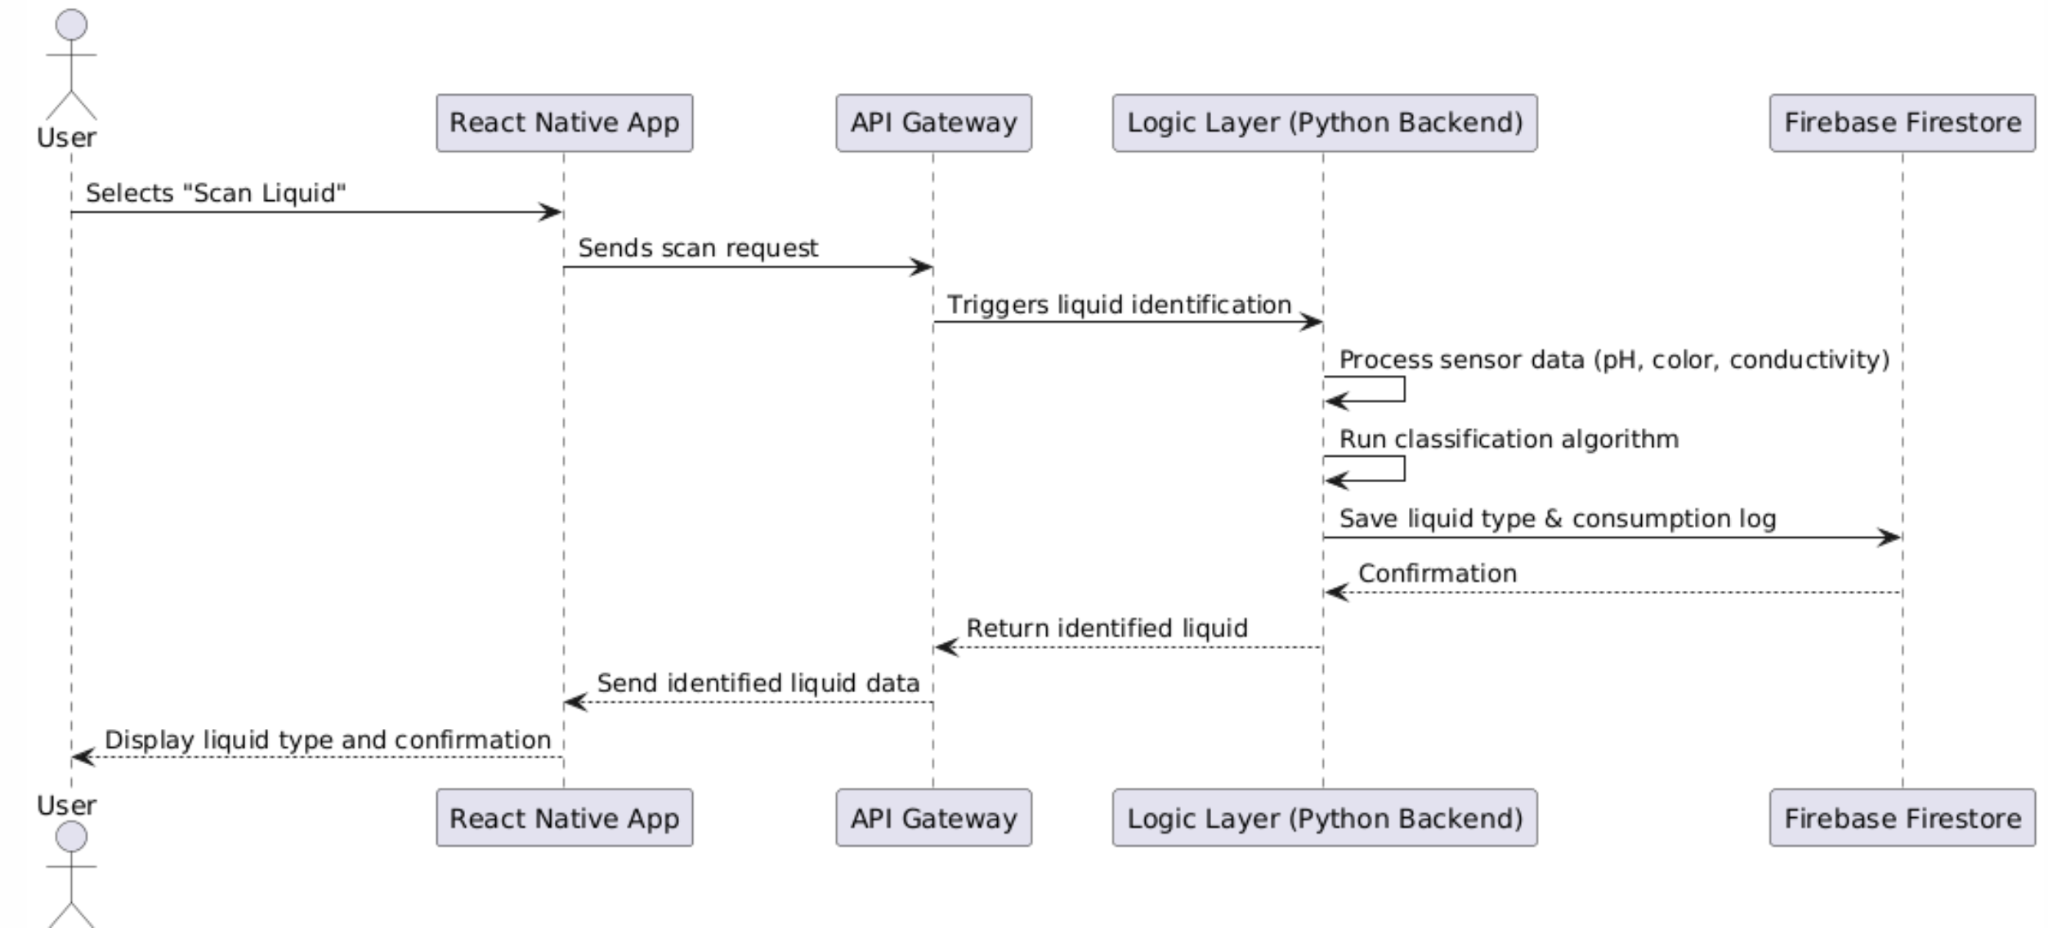 User
React Native App
API Gateway
Logic Layer (Python Backend)
Firebase Firestore
Selects "Scan Liquid"
Sends scan request
Triggers liquid identification
Process sensor data (pH, color, conductivity)
Run classification algorithm
Save liquid type & consumption log
Confirmation
Return identified liquid
Send identified liquid data
Display liquid type and confirmation
User
React Native App
API Gateway
Logic Layer (Python Backend)
Firebase Firestore